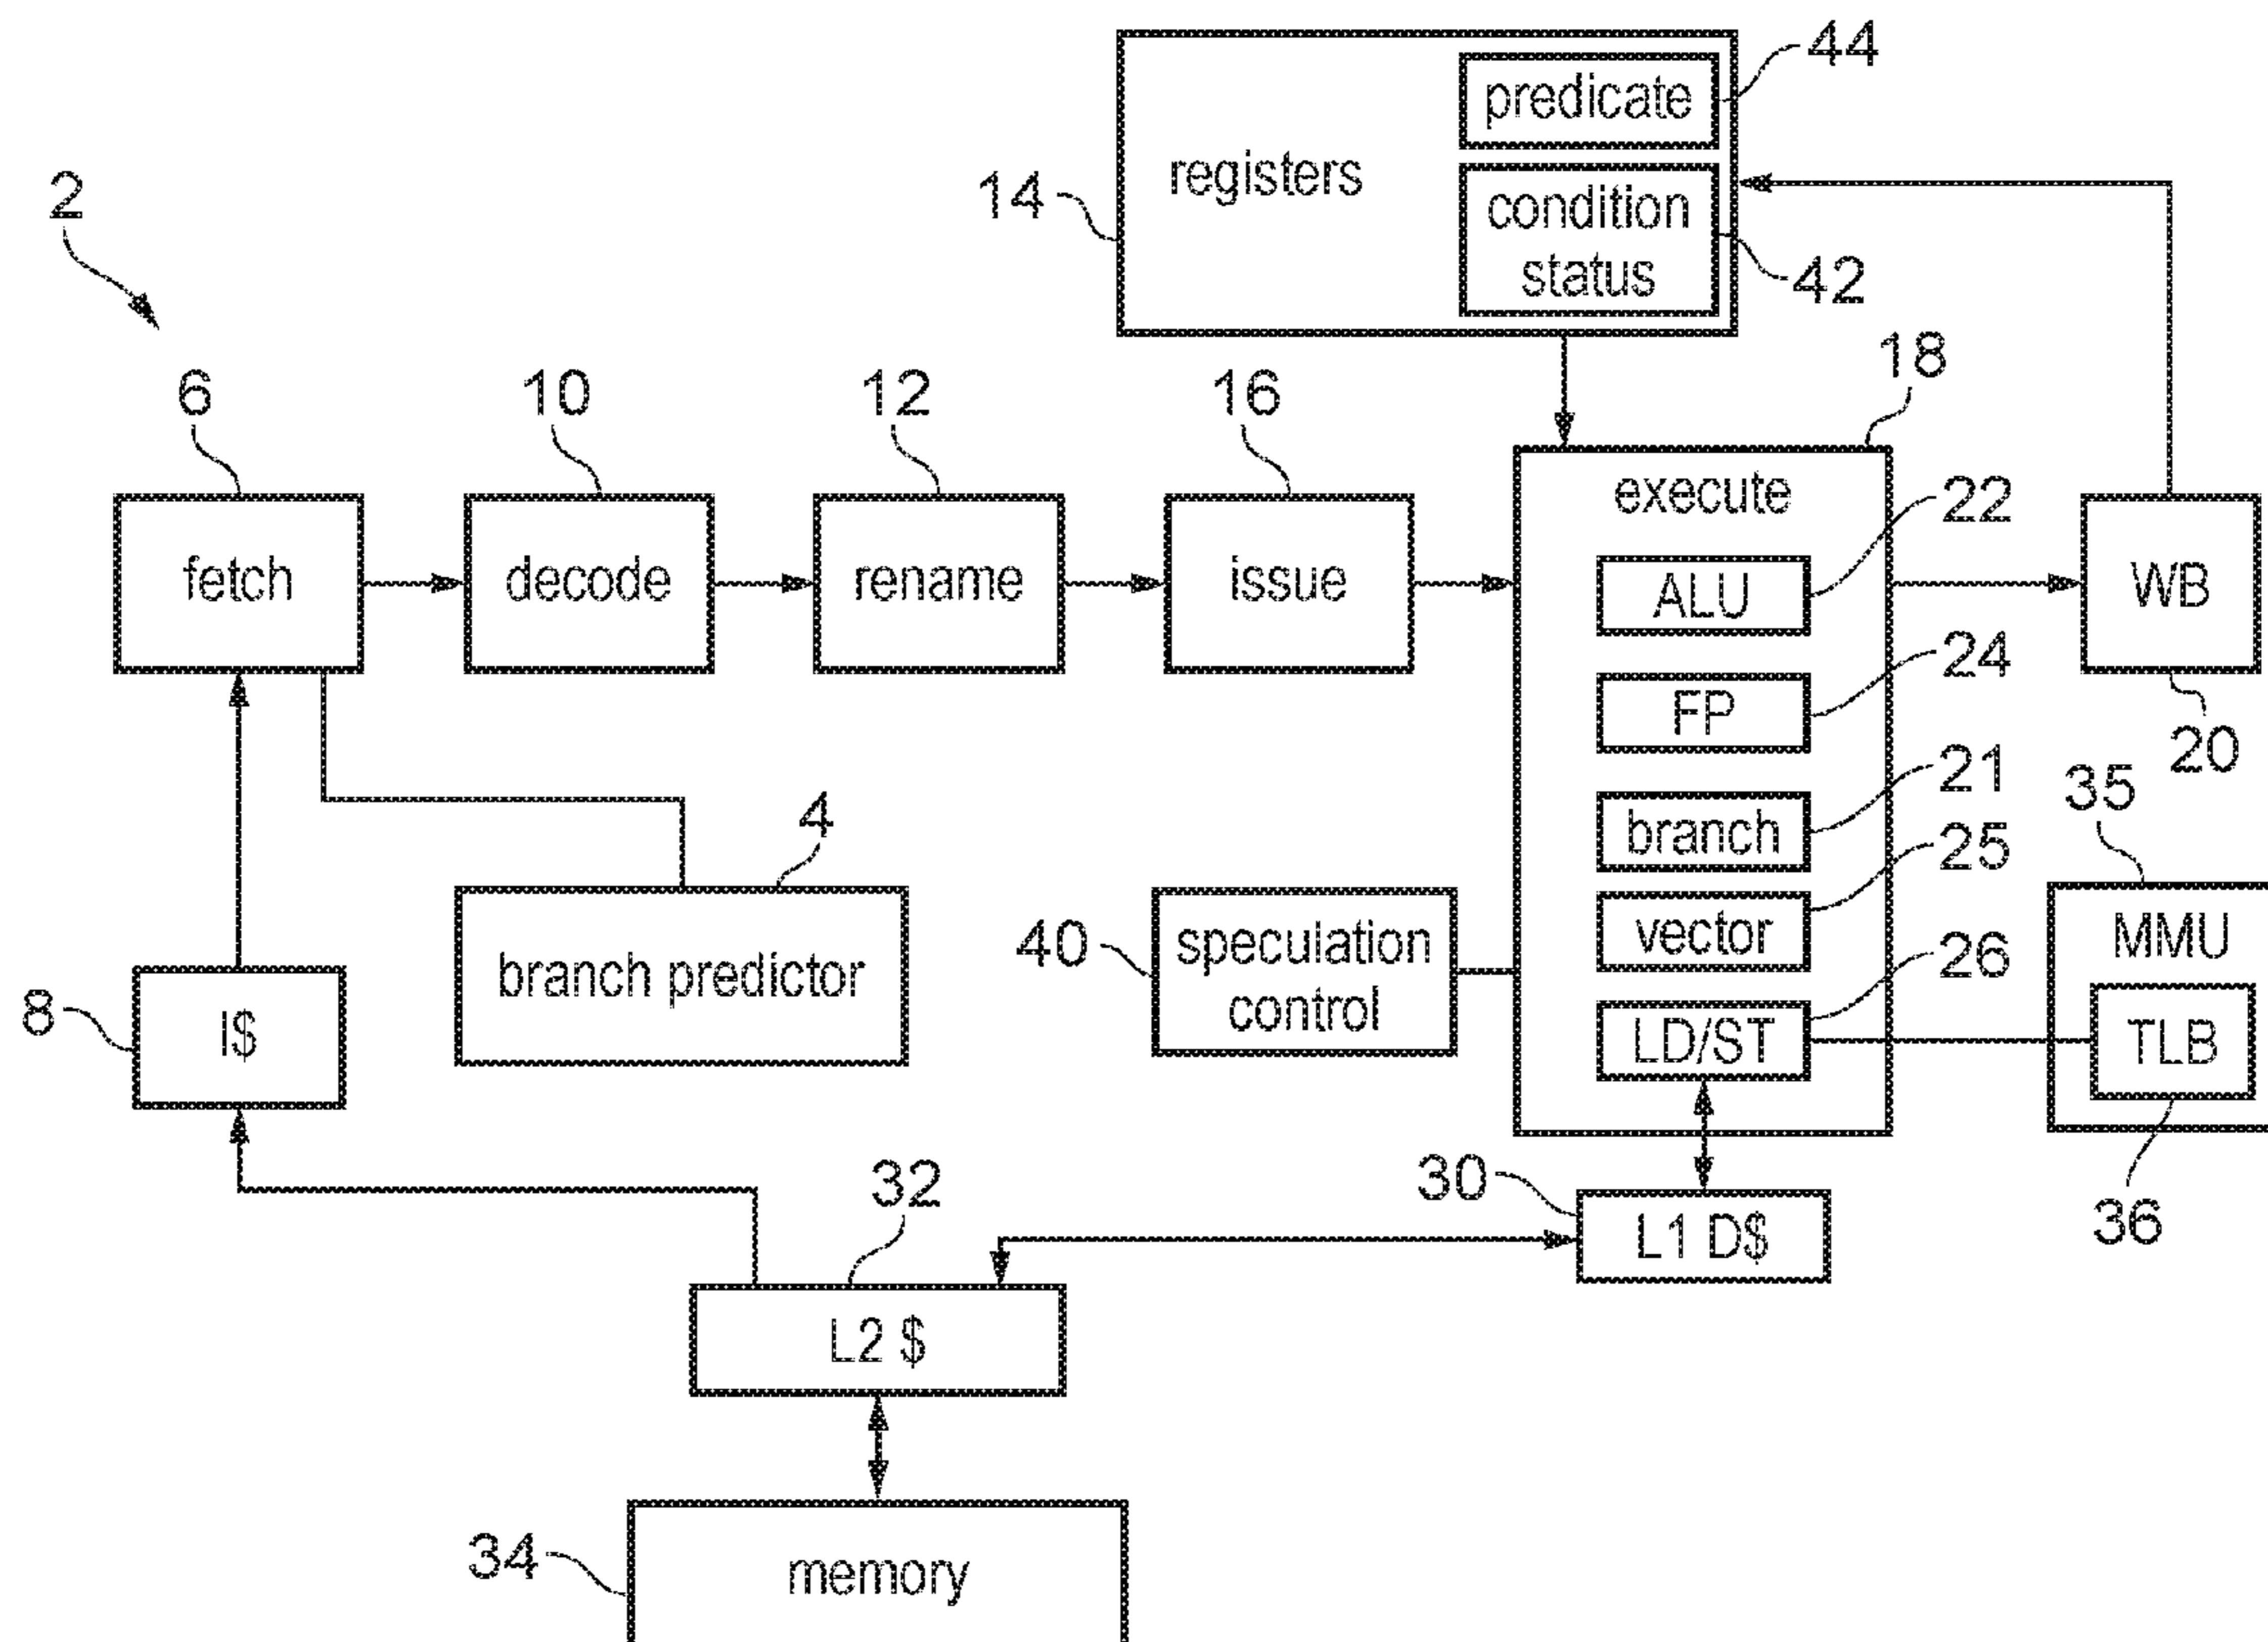 44
predicate
2
14
registers
condition
status
42
18
6
10
12
16
execute
22
fetch
decode
rename
issue
ALU
WB
24
FP
20
21
35
4
branch
25
branch predictor
40
speculation
control
vector
MMU
26
8
I$
LD/ST
TLB
32
30
L1 D$
36
L2 $
34
memory